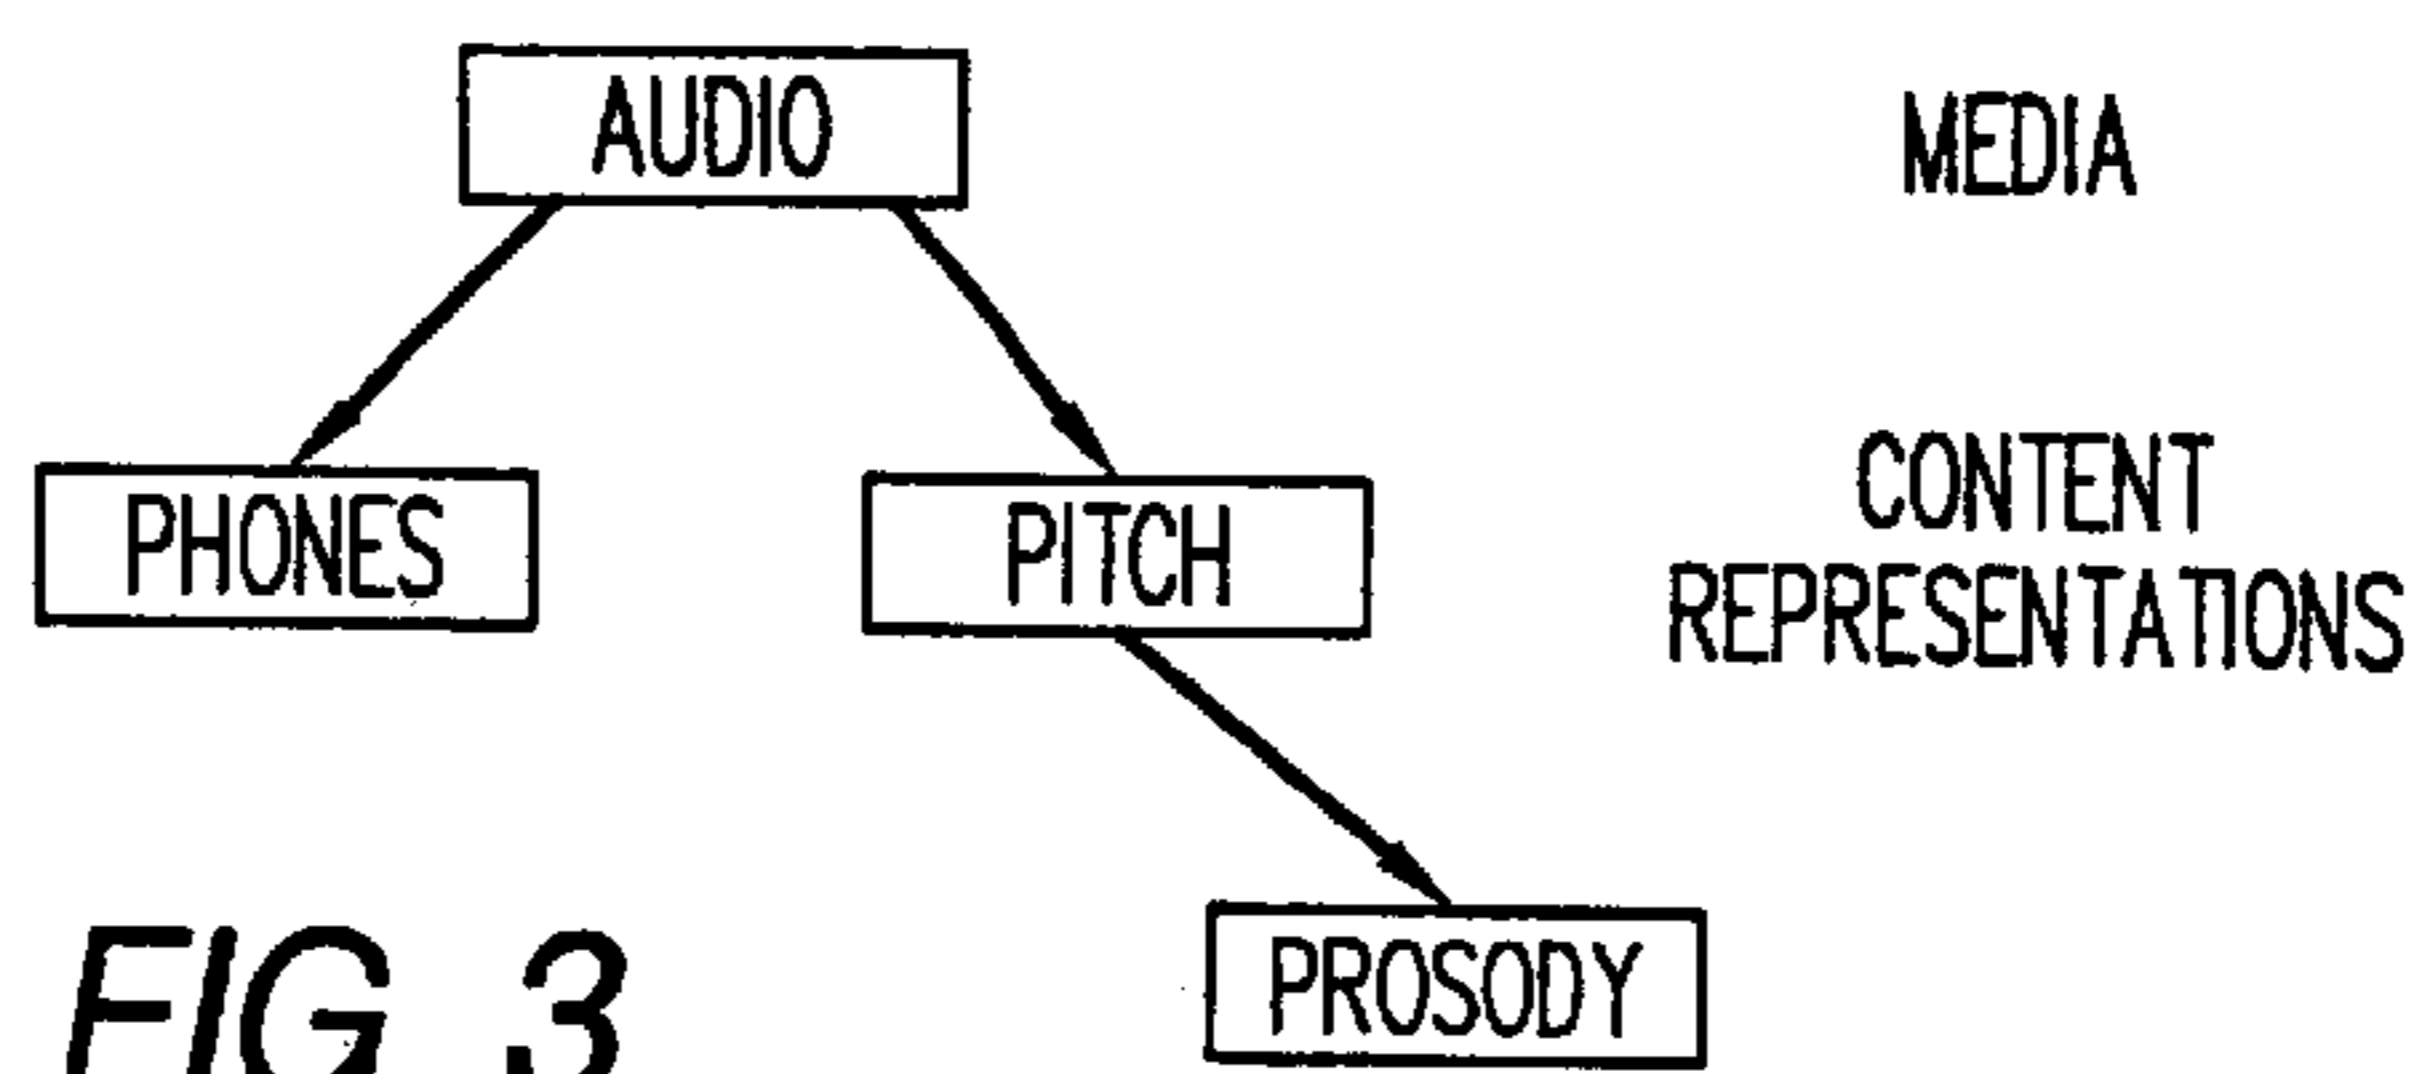 AUDIO
MEDIA
PHONES
PITCH
CONTENT
REPRESENTATIONS
PROSODY
FIG 3